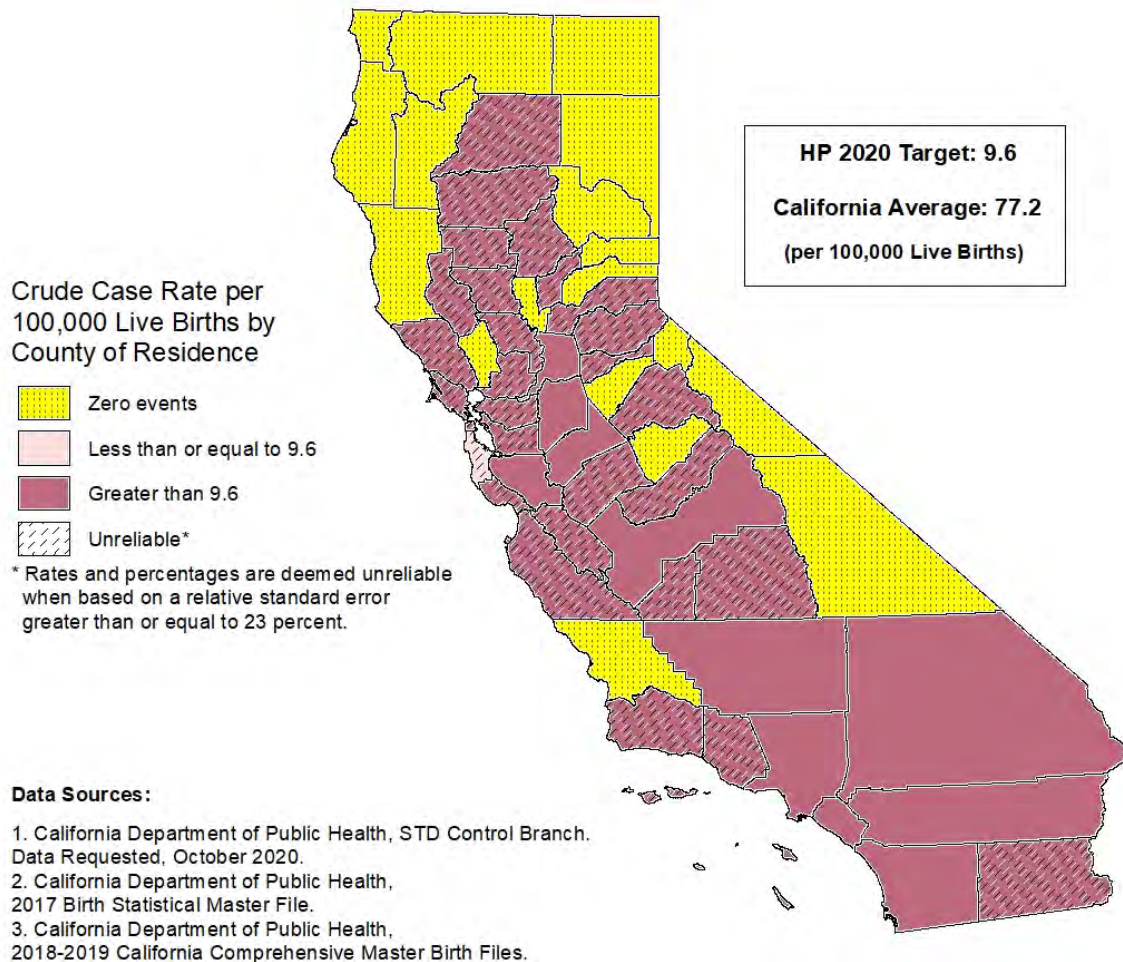 HP 2020 Target: 9.6
California Average: 77.2
(per 100,000 Live Births)
Crude Case Rate per
100,000 Live Births by
County of Residence
Zero events
Less than or equal to 9.6
Greater than 9.6
Unreliable*
* Rates and percentages are deemed unreliable
when based on a relative standard error
greater than or equal to 23 percent.
Data Sources:
1. California Department of Public Health, STD Control Branch.
Data Requested, October 2020.
2. California Department of Public Health,
2017 Birth Statistical Master File.
3. California Department of Public Health,
2018-2019 California Comprehensive Master Birth Files.